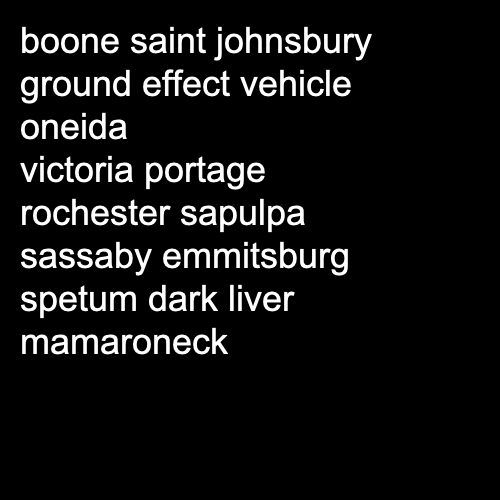 boone saint johnsbury
ground effect vehicle
oneida
victoria portage
rochester sapulpa
sassaby emmitsburg
spetum dark liver
mamaroneck